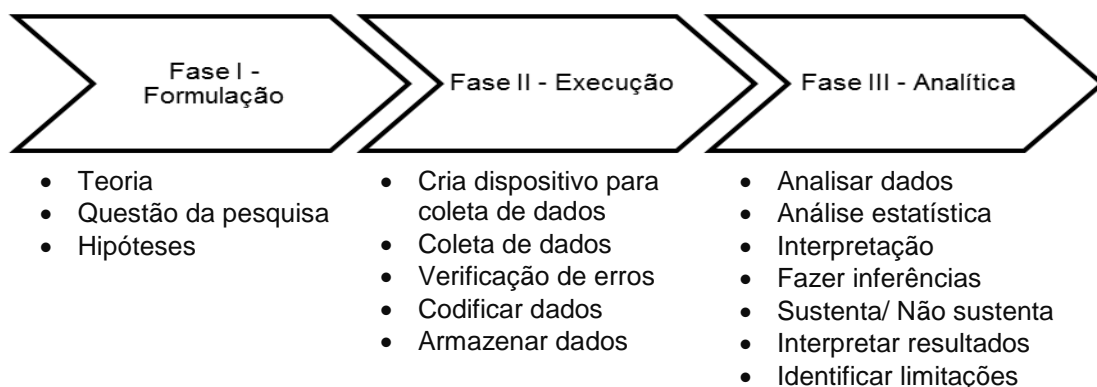 Fase I -
Formulação
Fase II - Execução
Fase III - Analítica
• Teoria
• Questão da pesquisa
• Hipóteses
• Cria dispositivo para
coleta de dados
• Coleta de dados
• Verificação de erros
• Codificar dados
• Armazenar dados
• Analisar dados
• Análise estatística
• Interpretação
• Fazer inferências
• Sustenta/ Não sustenta
• Interpretar resultados
• Identificar limitações